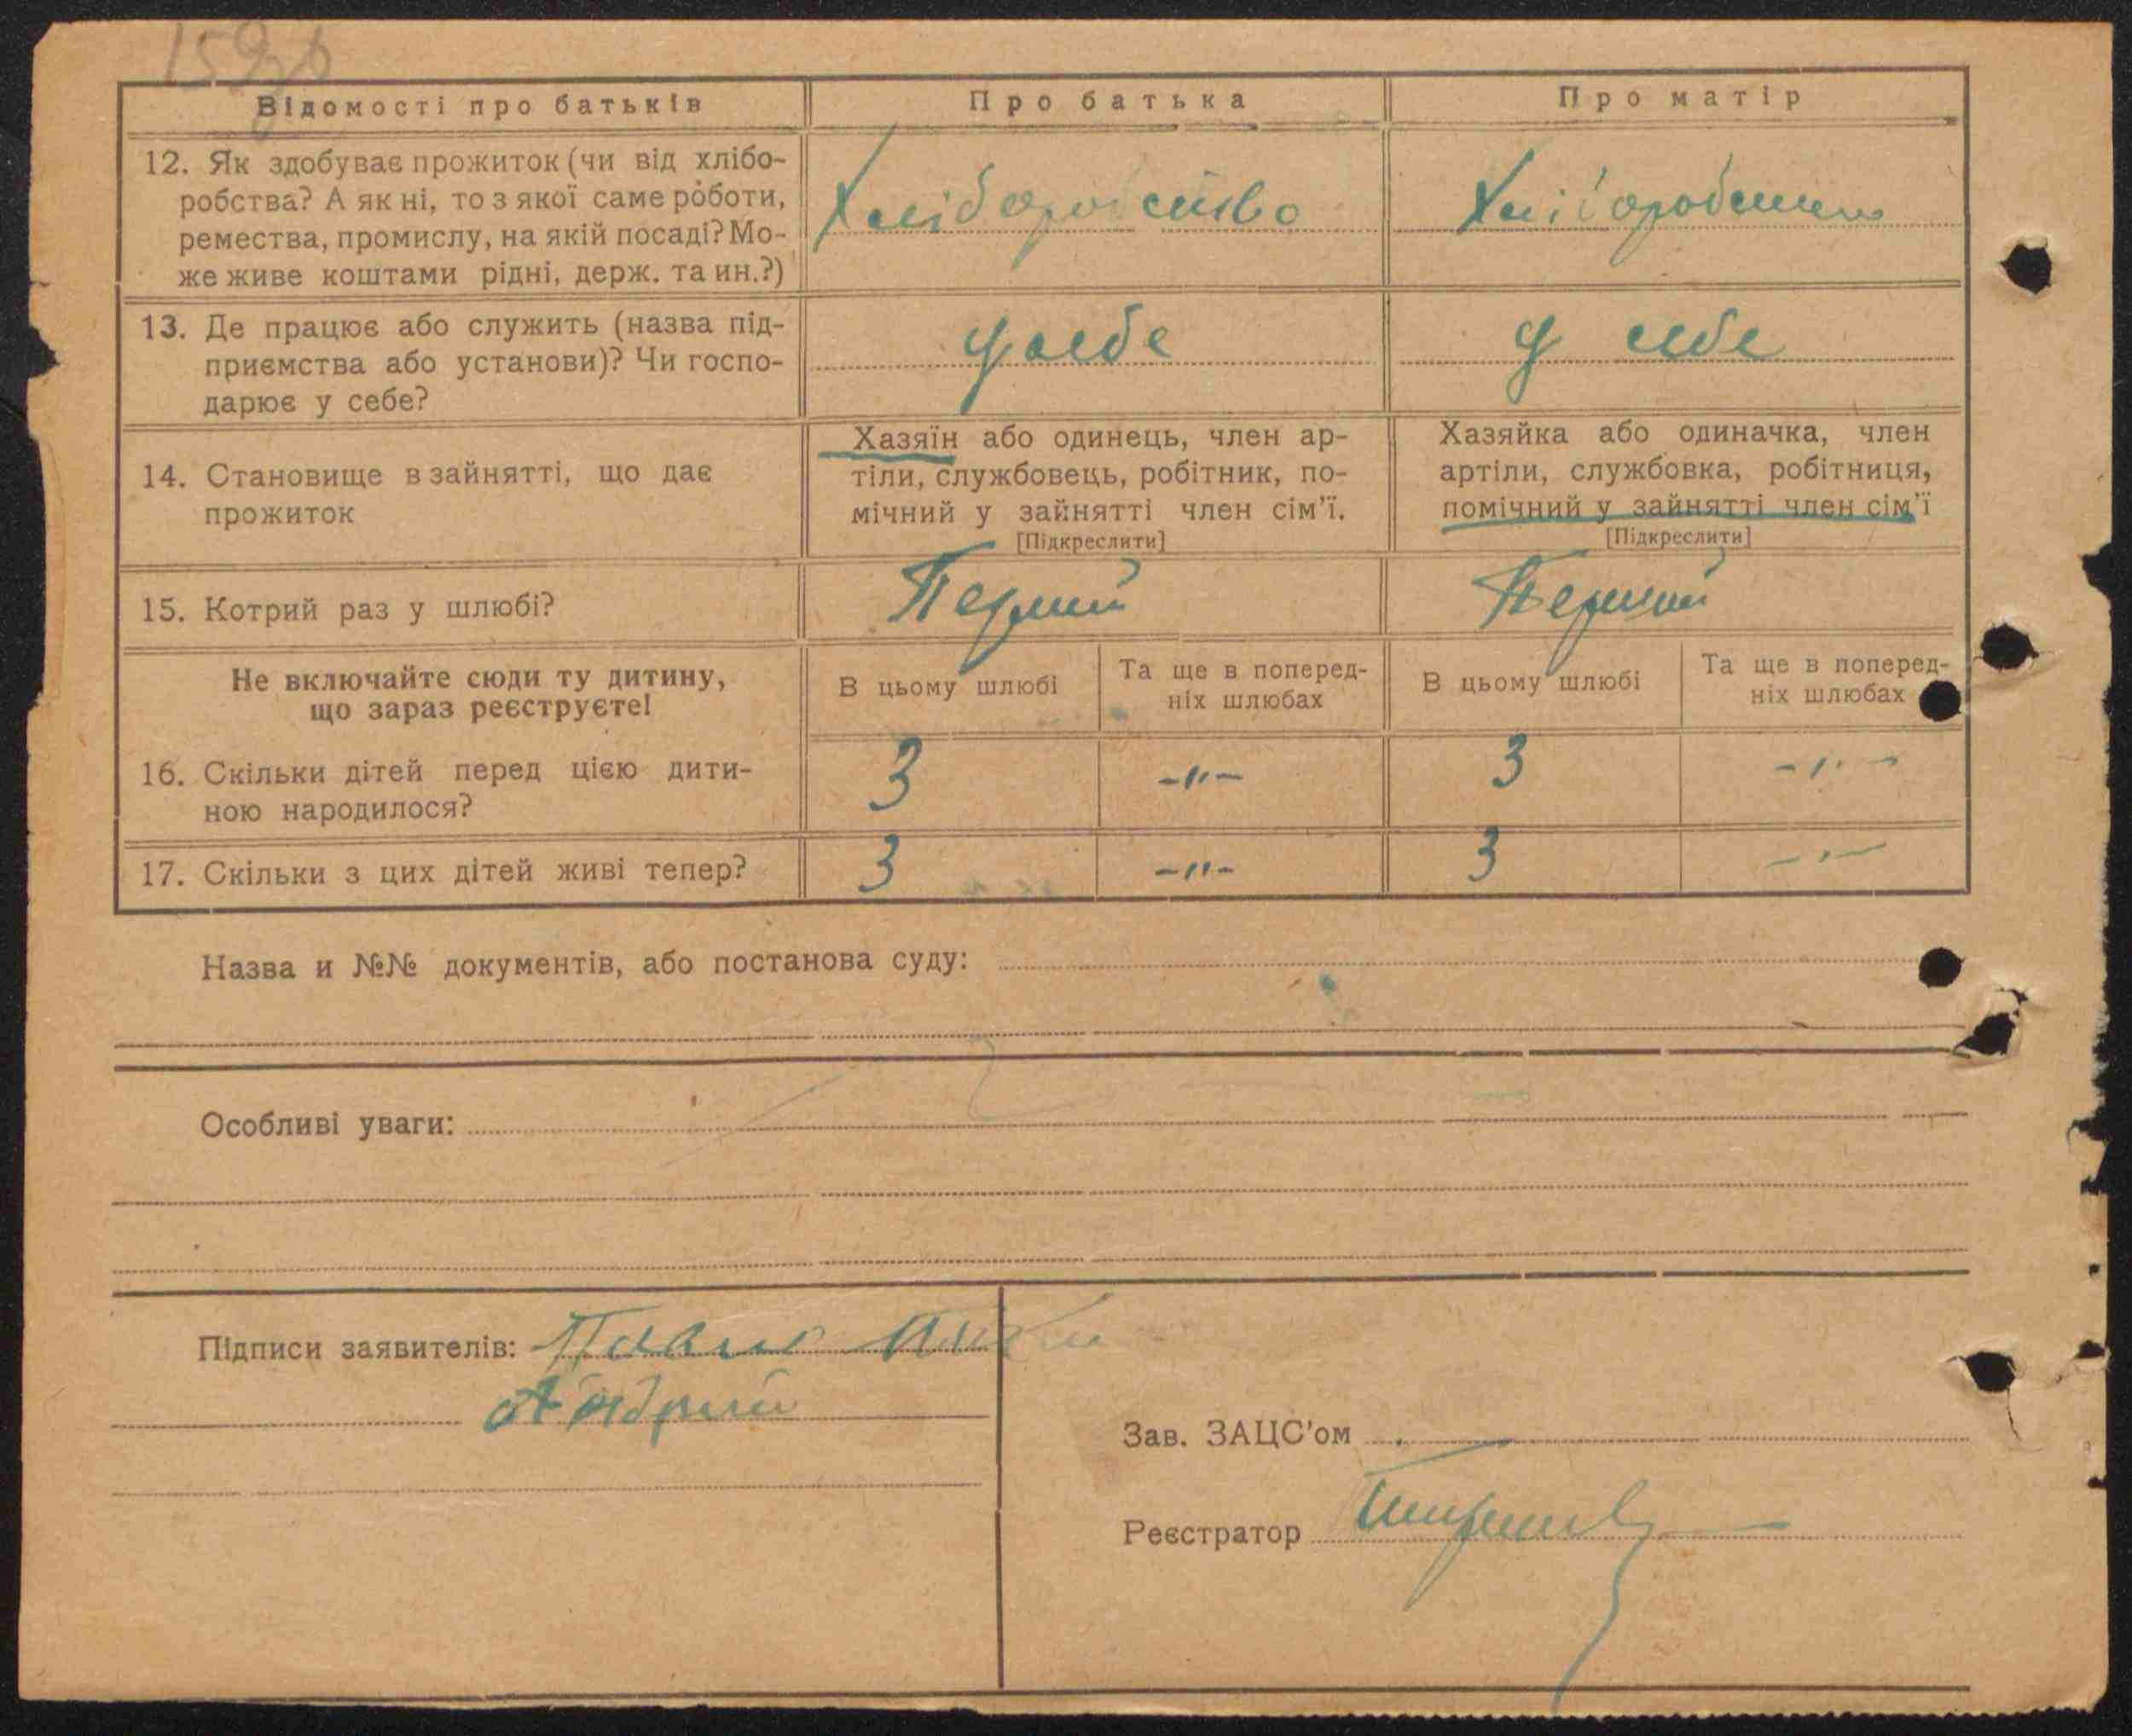 159зв
Відомості про батьків
Про батька
Про матір
12. Як здобуває прожиток (чи від хлібо-
робства? А як ні, то з якої саме роботи,
ремества, промислу, на якій посаді? Мо-
же живе коштами рідні, держ. та ин.?)
Хліборобство
Хліборобство
13. Де працює або служить (назва під-
приємства або установи)? Чи госпо-
дарює у себе?
у себе
у себе
14. Становище в зайнятті, що дає
прожиток
Хазяїн або одинець, член ар-
тіли, службовець, робітник, по-
мічний у зайнятті член сім'ї.
[Підкреслити]
Хазяйка або одиначка, член
артіли, службовка, робітниця,
помічний у зайнятті член сім'ї
[Підкреслити]
15. Котрий раз у шлюбі?
Перший
Перший
Не включайте сюди ту дитину,
що зараз реєструєте!
В цьому шлюбі
Та ще в поперед-
ніх шлюбах
В цьому шлюбі
Та ще в поперед-
ніх шлюбах
16. Скільки дітей перед цією дити-
ною народилося?
3
-"-
3
-"-
17. Скільки з цих дітей живі тепер?
3
-"-
3
-"-
Назва и №№ документів, або постанова суду:
Особливі уваги:
Підписи заявителів:
Андрий
Зав. ЗАЦС'ом
Реєстратор